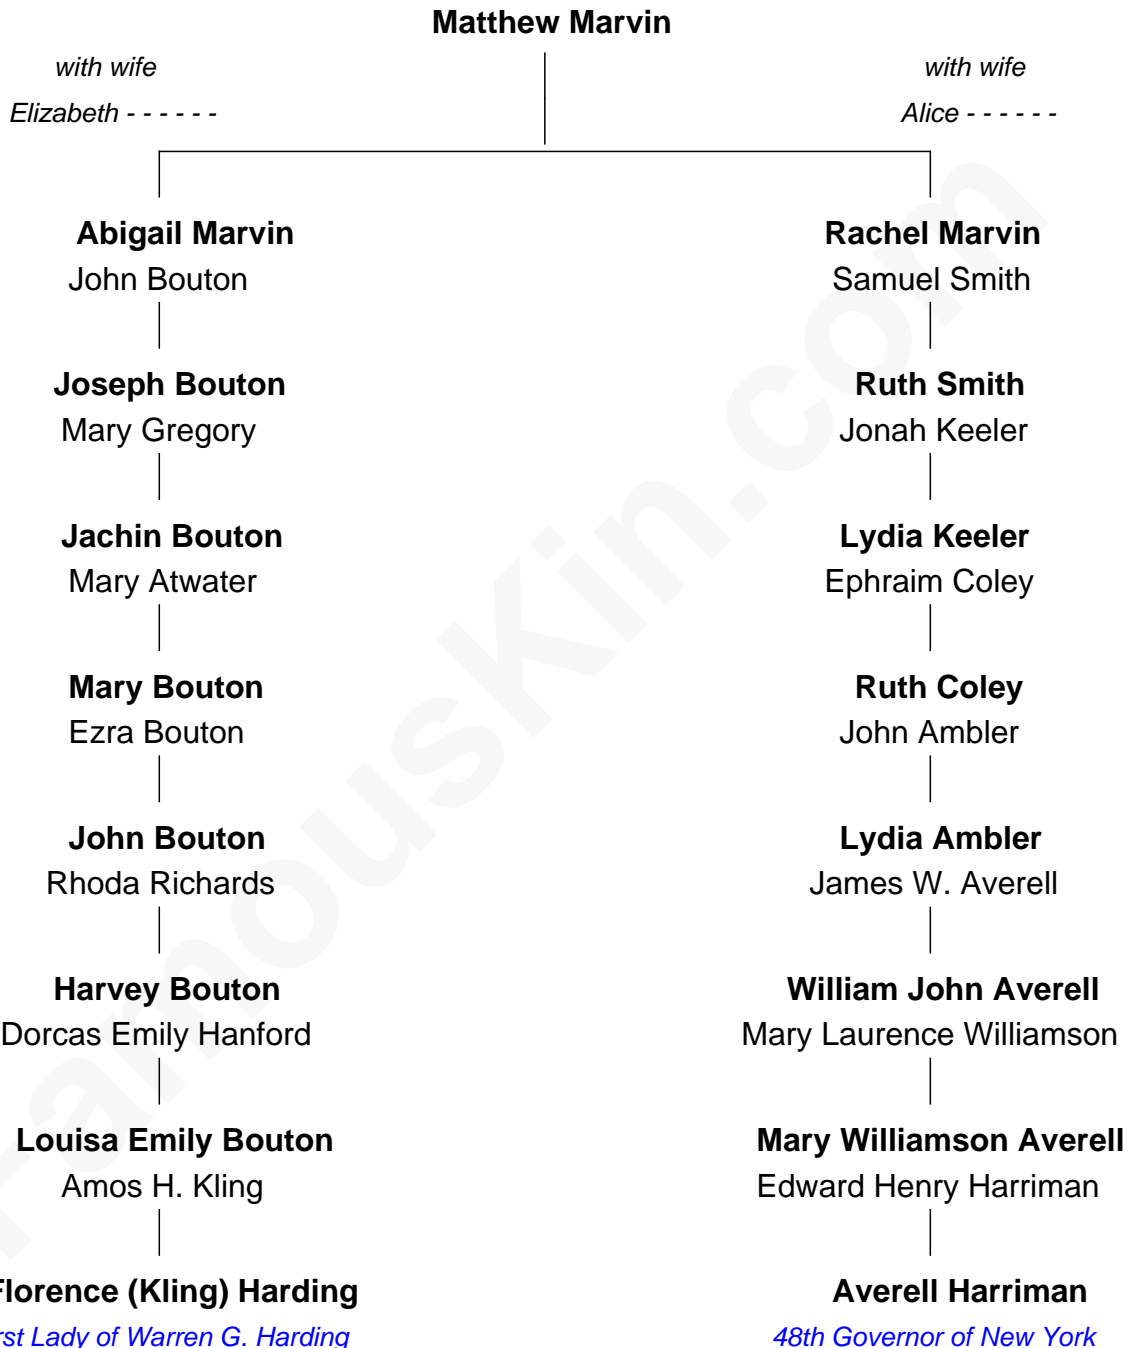 Matthew Marvin
with wife
Elizabeth - - - - - -
with wife
Alice - - - - - -
Abigail Marvin
John Bouton
Rachel Marvin
Samuel Smith
Joseph Bouton
Mary Gregory
Ruth Smith
Jonah Keeler
Jachin Bouton
Mary Atwater
Lydia Keeler
Ephraim Coley
Mary Bouton
Ezra Bouton
Ruth Coley
John Ambler
John Bouton
Rhoda Richards
Lydia Ambler
James W. Averell
Harvey Bouton
Dorcas Emily Hanford
William John Averell
Mary Laurence Williamson
Louisa Emily Bouton
Amos H. Kling
Mary Williamson Averell
Edward Henry Harriman
Florence (Kling) Harding
rst Lady of Warren G. Harding
Averell Harriman
48th Governor of New York
FamousKin.com